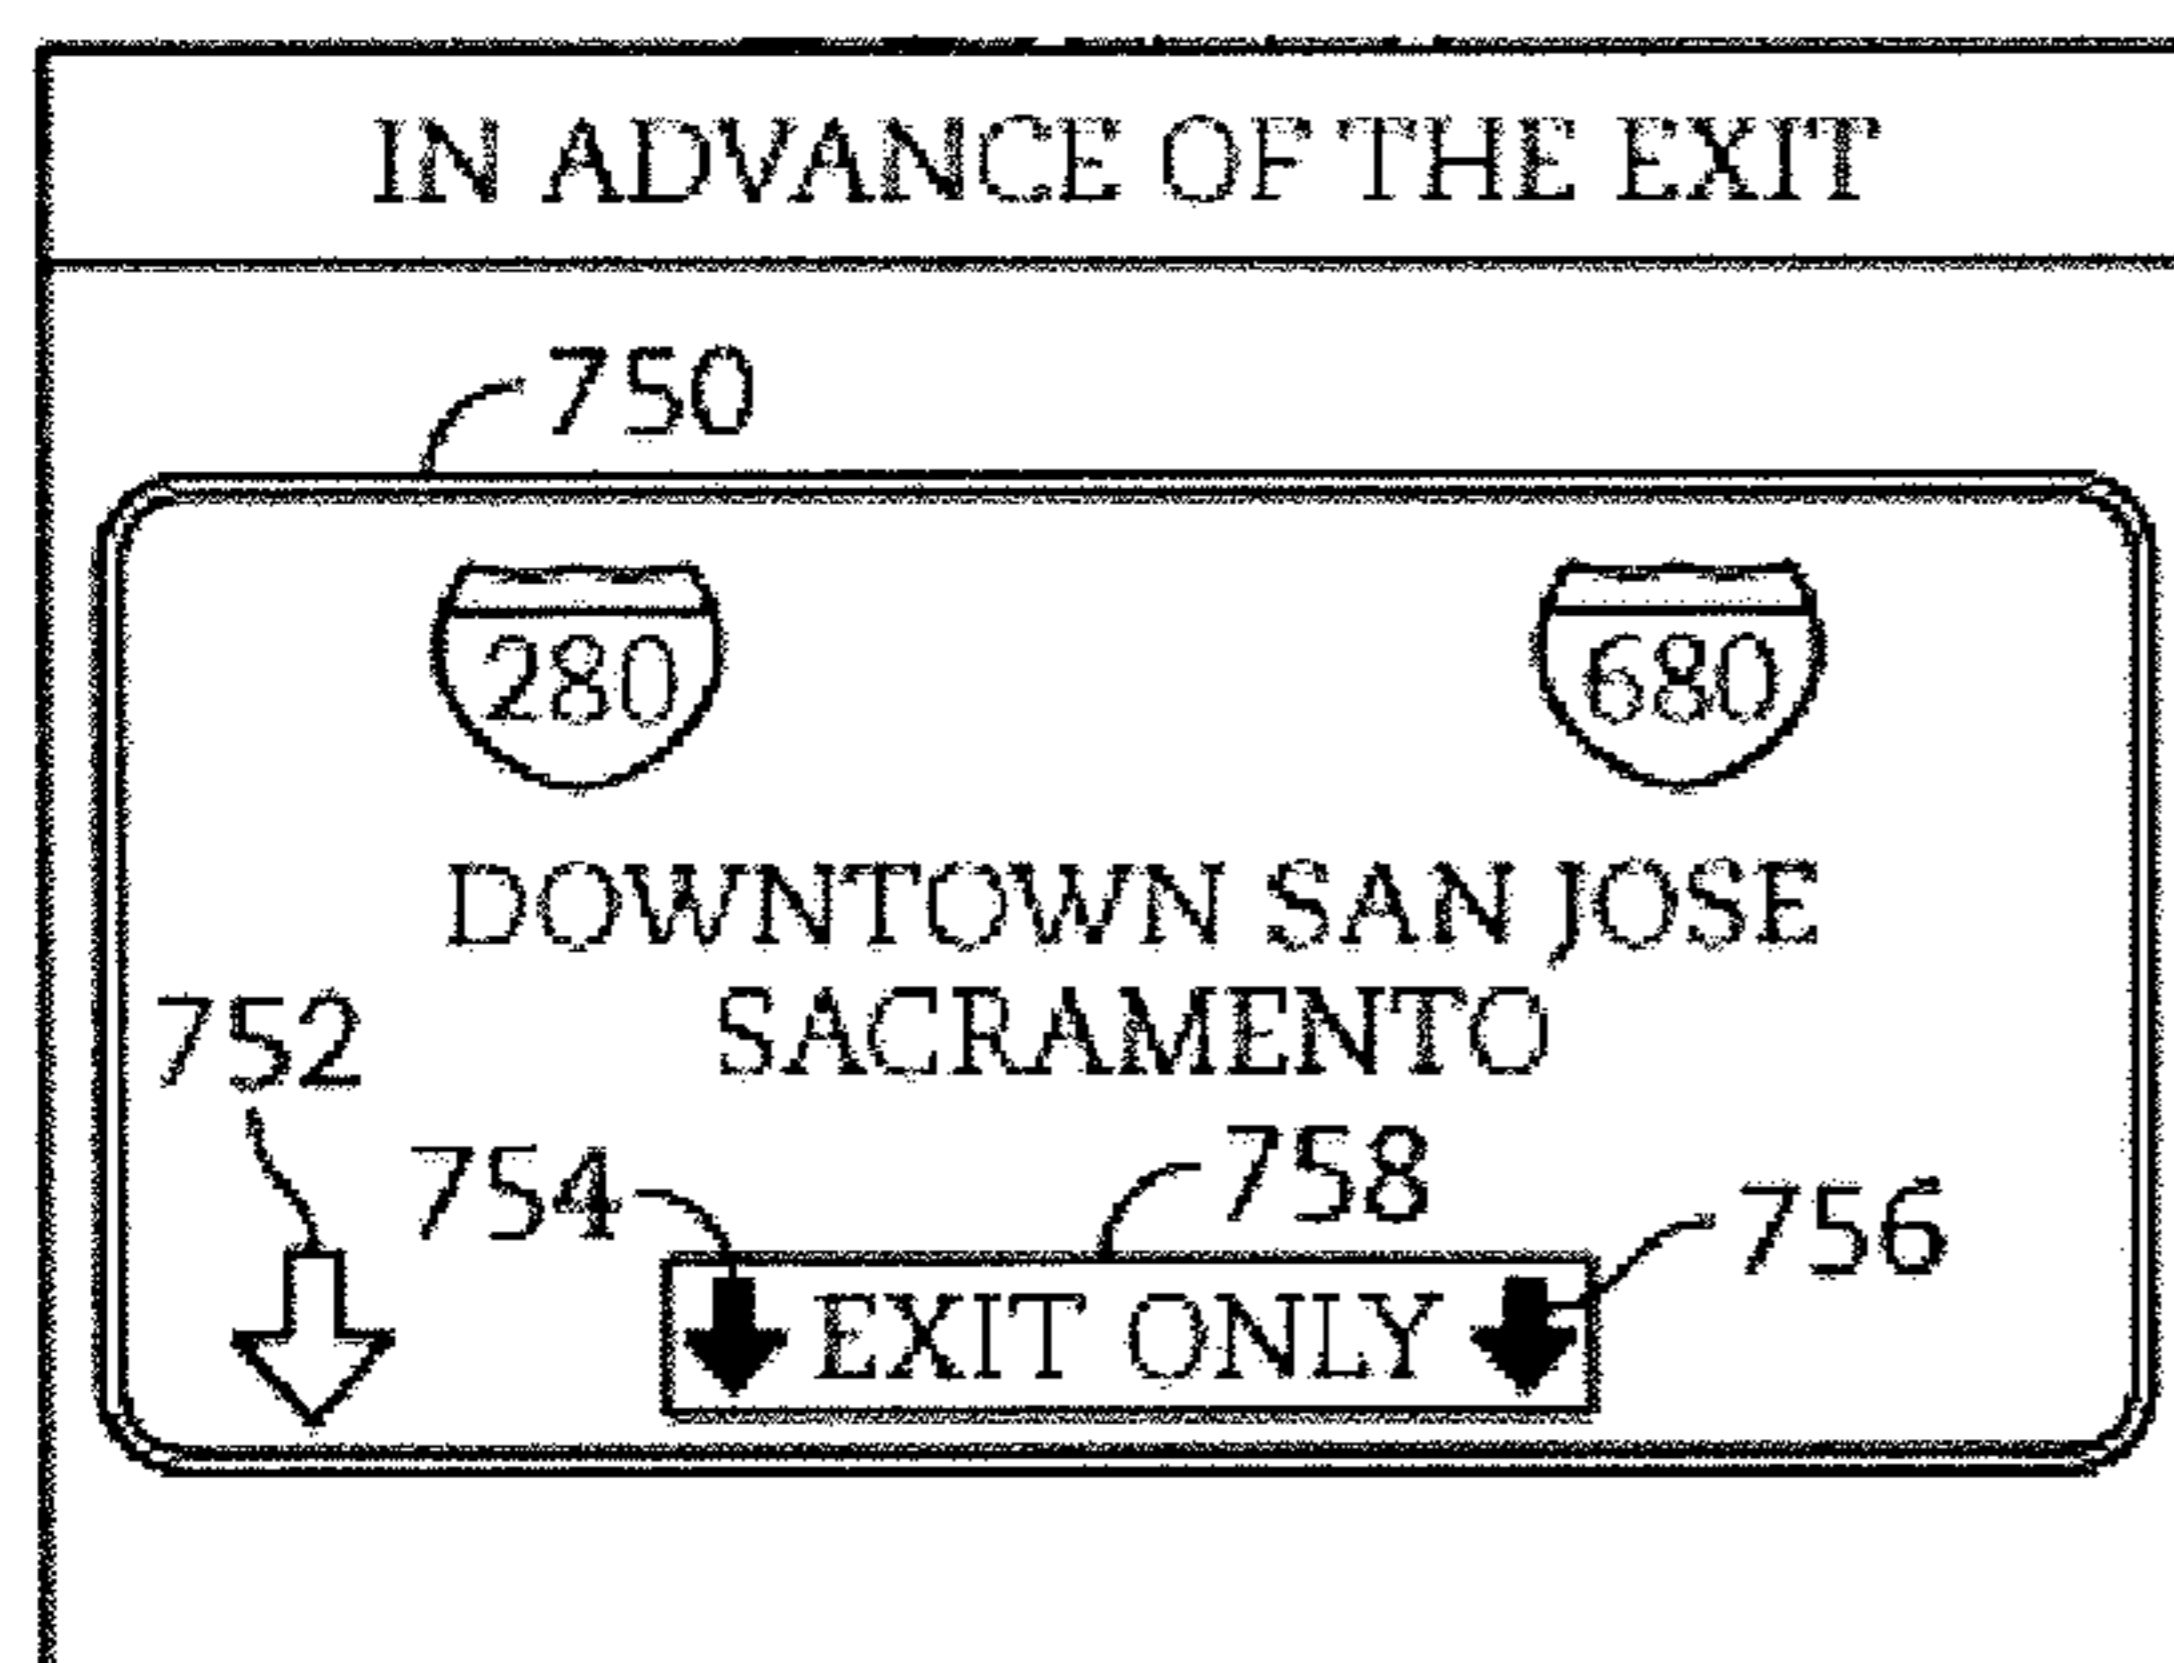 IN ADVANCE OF THE EXIT
750
280 680
DOWNTOWN SAN JOSE
SACRAMENTO
752
754 758 756
EXIT ONLY